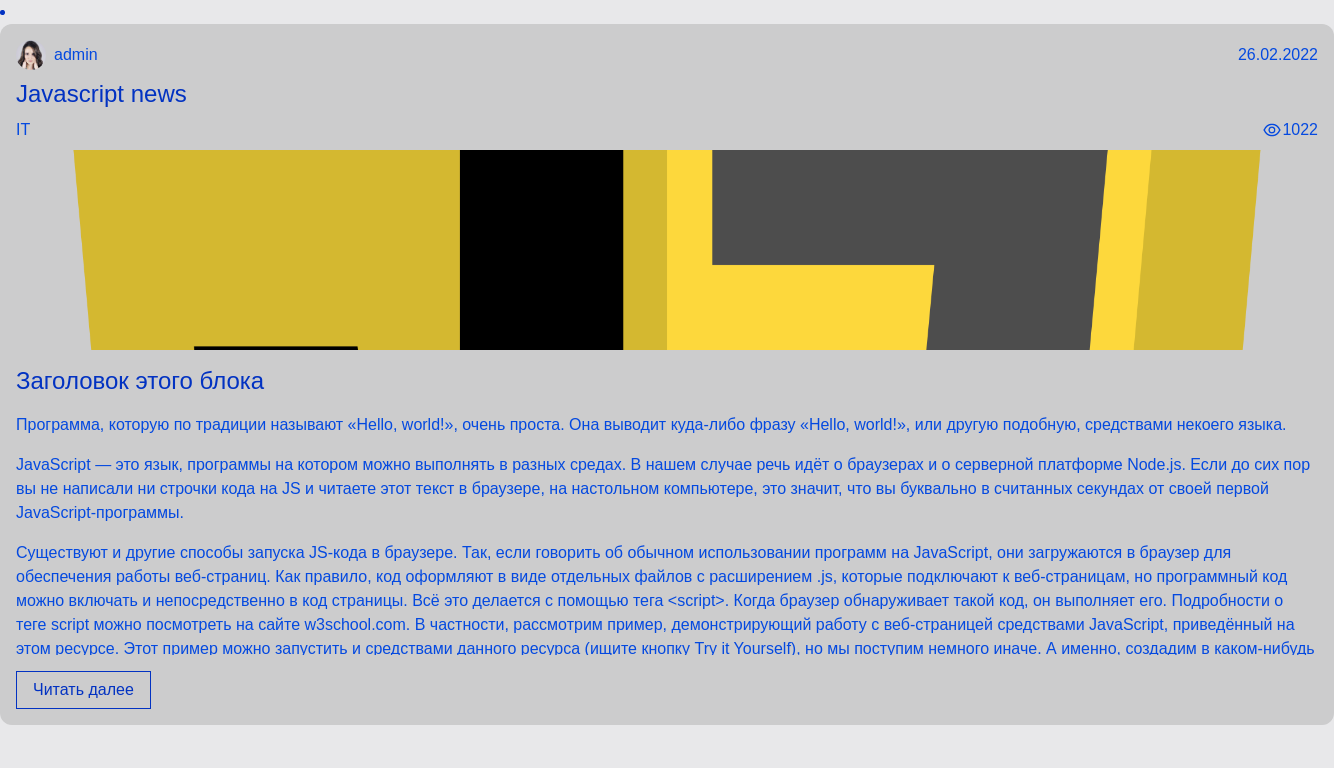 admin
26.02.2022
Javascript news
IT
1022
Заголовок этого блока
Программа, которую по традиции называют «Hello, world!», очень проста. Она выводит куда-либо фразу «Hello, world!», или другую подобную, средствами некоего языка.
JavaScript — это язык, программы на котором можно выполнять в разных средах. В нашем случае речь идёт о браузерах и о серверной платформе Node.js. Если до сих пор
вы не написали ни строчки кода на JS и читаете этот текст в браузере, на настольном компьютере, это значит, что вы буквально в считанных секундах от своей первой
JavaScript-программы.
Существуют и другие способы запуска JS-кода в браузере. Так, если говорить об обычном использовании программ на JavaScript, они загружаются в браузер для
обеспечения работы веб-страниц. Как правило, код оформляют в виде отдельных файлов с расширением .js, которые подключают к веб-страницам, но программный код
можно включать и непосредственно в код страницы. Всё это делается с помощью тега <script>. Когда браузер обнаруживает такой код, он выполняет его. Подробности о
теге script можно посмотреть на сайте w3school.com. В частности, рассмотрим пример, демонстрирующий работу с веб-страницей средствами JavaScript, приведённый на
этом ресурсе. Этот пример можно запустить и средствами данного ресурса (ищите кнопку Try it Yourself), но мы поступим немного иначе. А именно, создадим в каком-нибудь
Читать далее